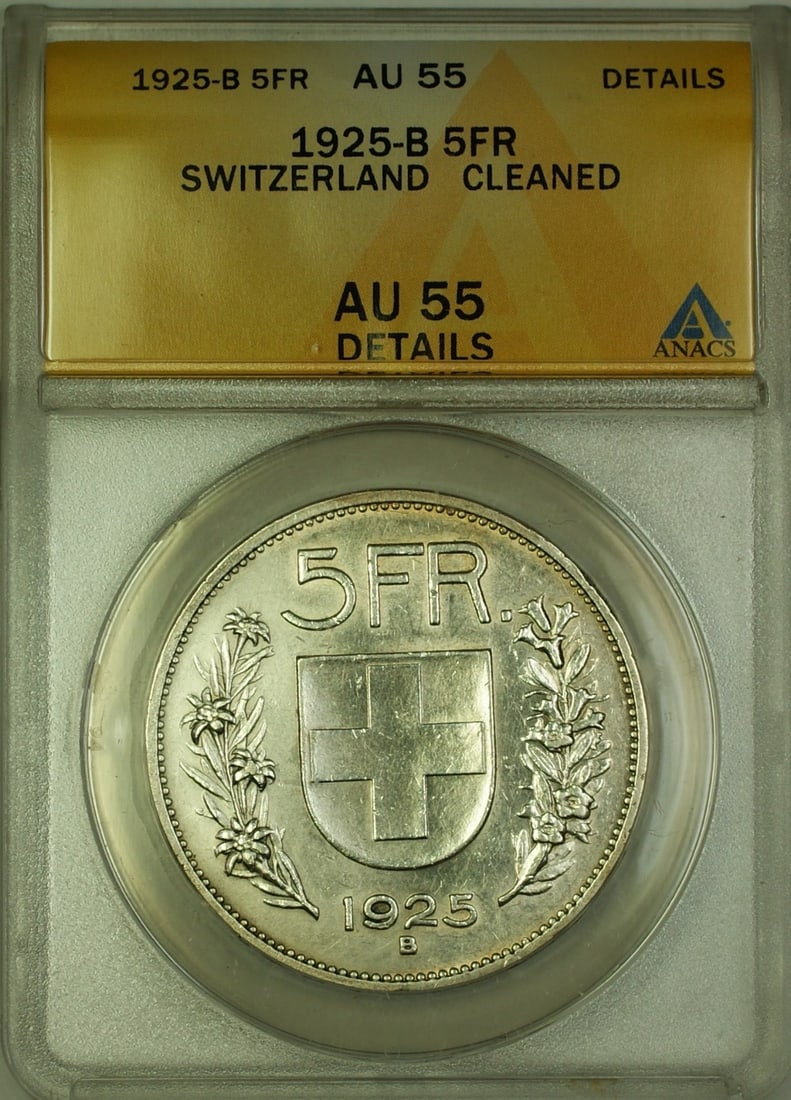 1925-B 5FR AU 55 DETAILS
1925-B 5FR
SWITZERLAND CLEANED
AU 55
DETAILS
ANACS
5FR.
1925
B